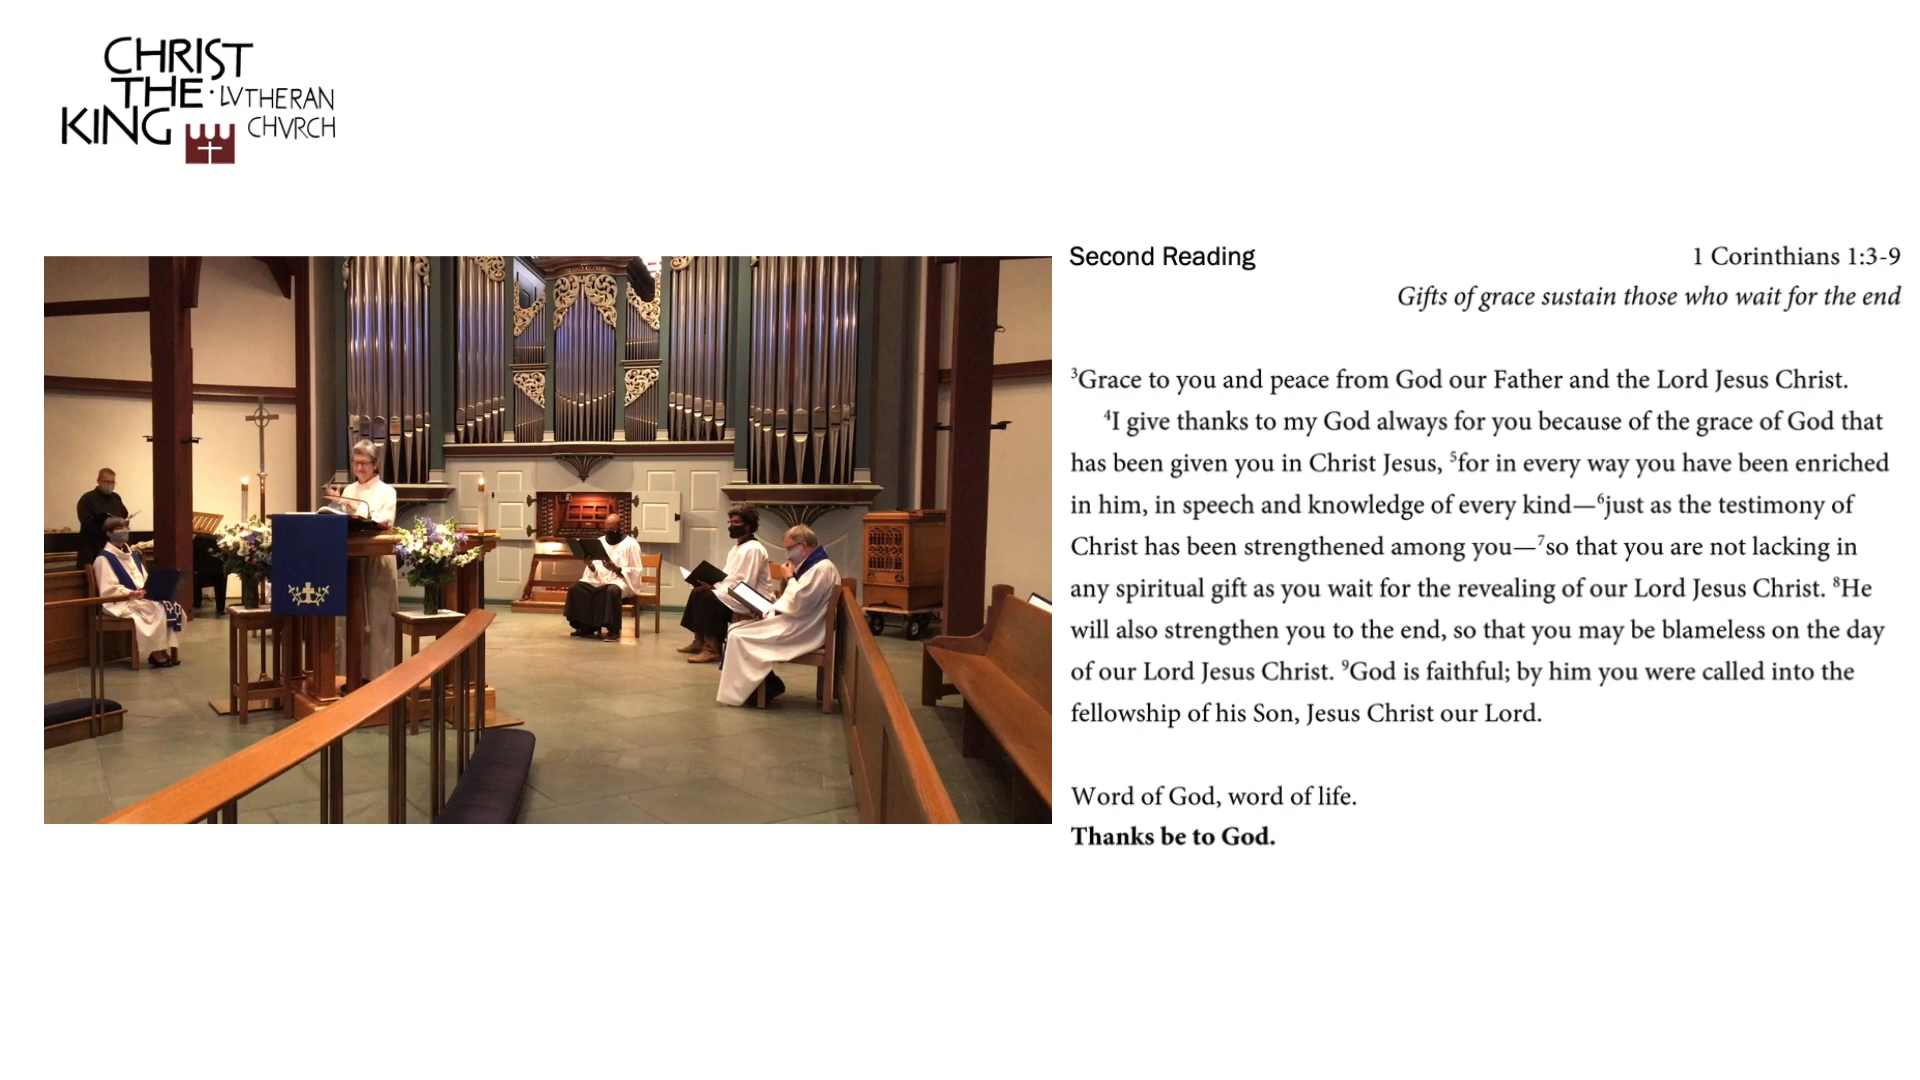 CHRIST
THE · LVTHERAN
KING CHVRCH
Second Reading 1 Corinthians 1:3-9
Gifts of grace sustain those who wait for the end
³Grace to you and peace from God our Father and the Lord Jesus Christ.
⁴I give thanks to my God always for you because of the grace of God that
has been given you in Christ Jesus, ⁵for in every way you have been enriched
in him, in speech and knowledge of every kind—⁶just as the testimony of
Christ has been strengthened among you—⁷so that you are not lacking in
any spiritual gift as you wait for the revealing of our Lord Jesus Christ. ⁸He
will also strengthen you to the end, so that you may be blameless on the day
of our Lord Jesus Christ. ⁹God is faithful; by him you were called into the
fellowship of his Son, Jesus Christ our Lord.
Word of God, word of life.
Thanks be to God.